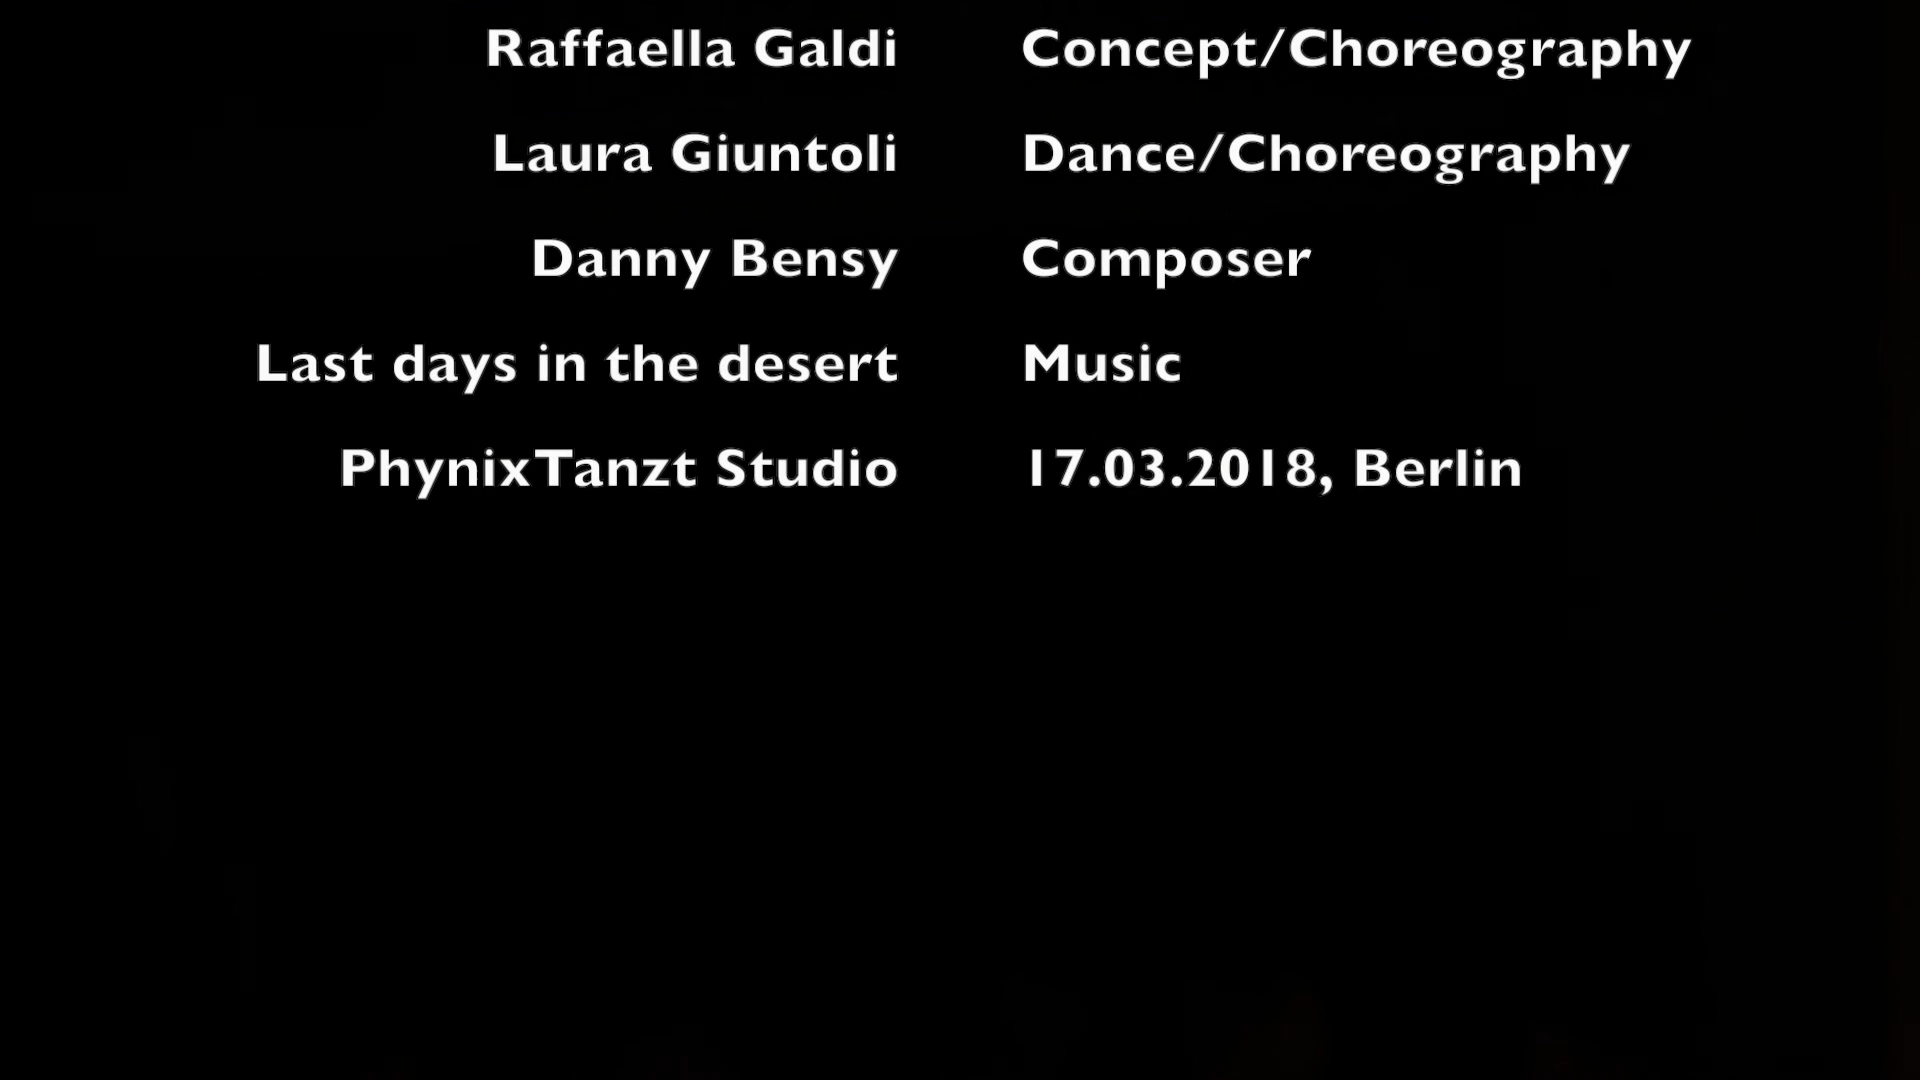 Raffaella Galdi Concept/Choreography
Laura Giuntoli Dance/Choreography
Danny Bensy Composer
Last days in the desert Music
PhynixTanzt Studio 17.03.2018, Berlin